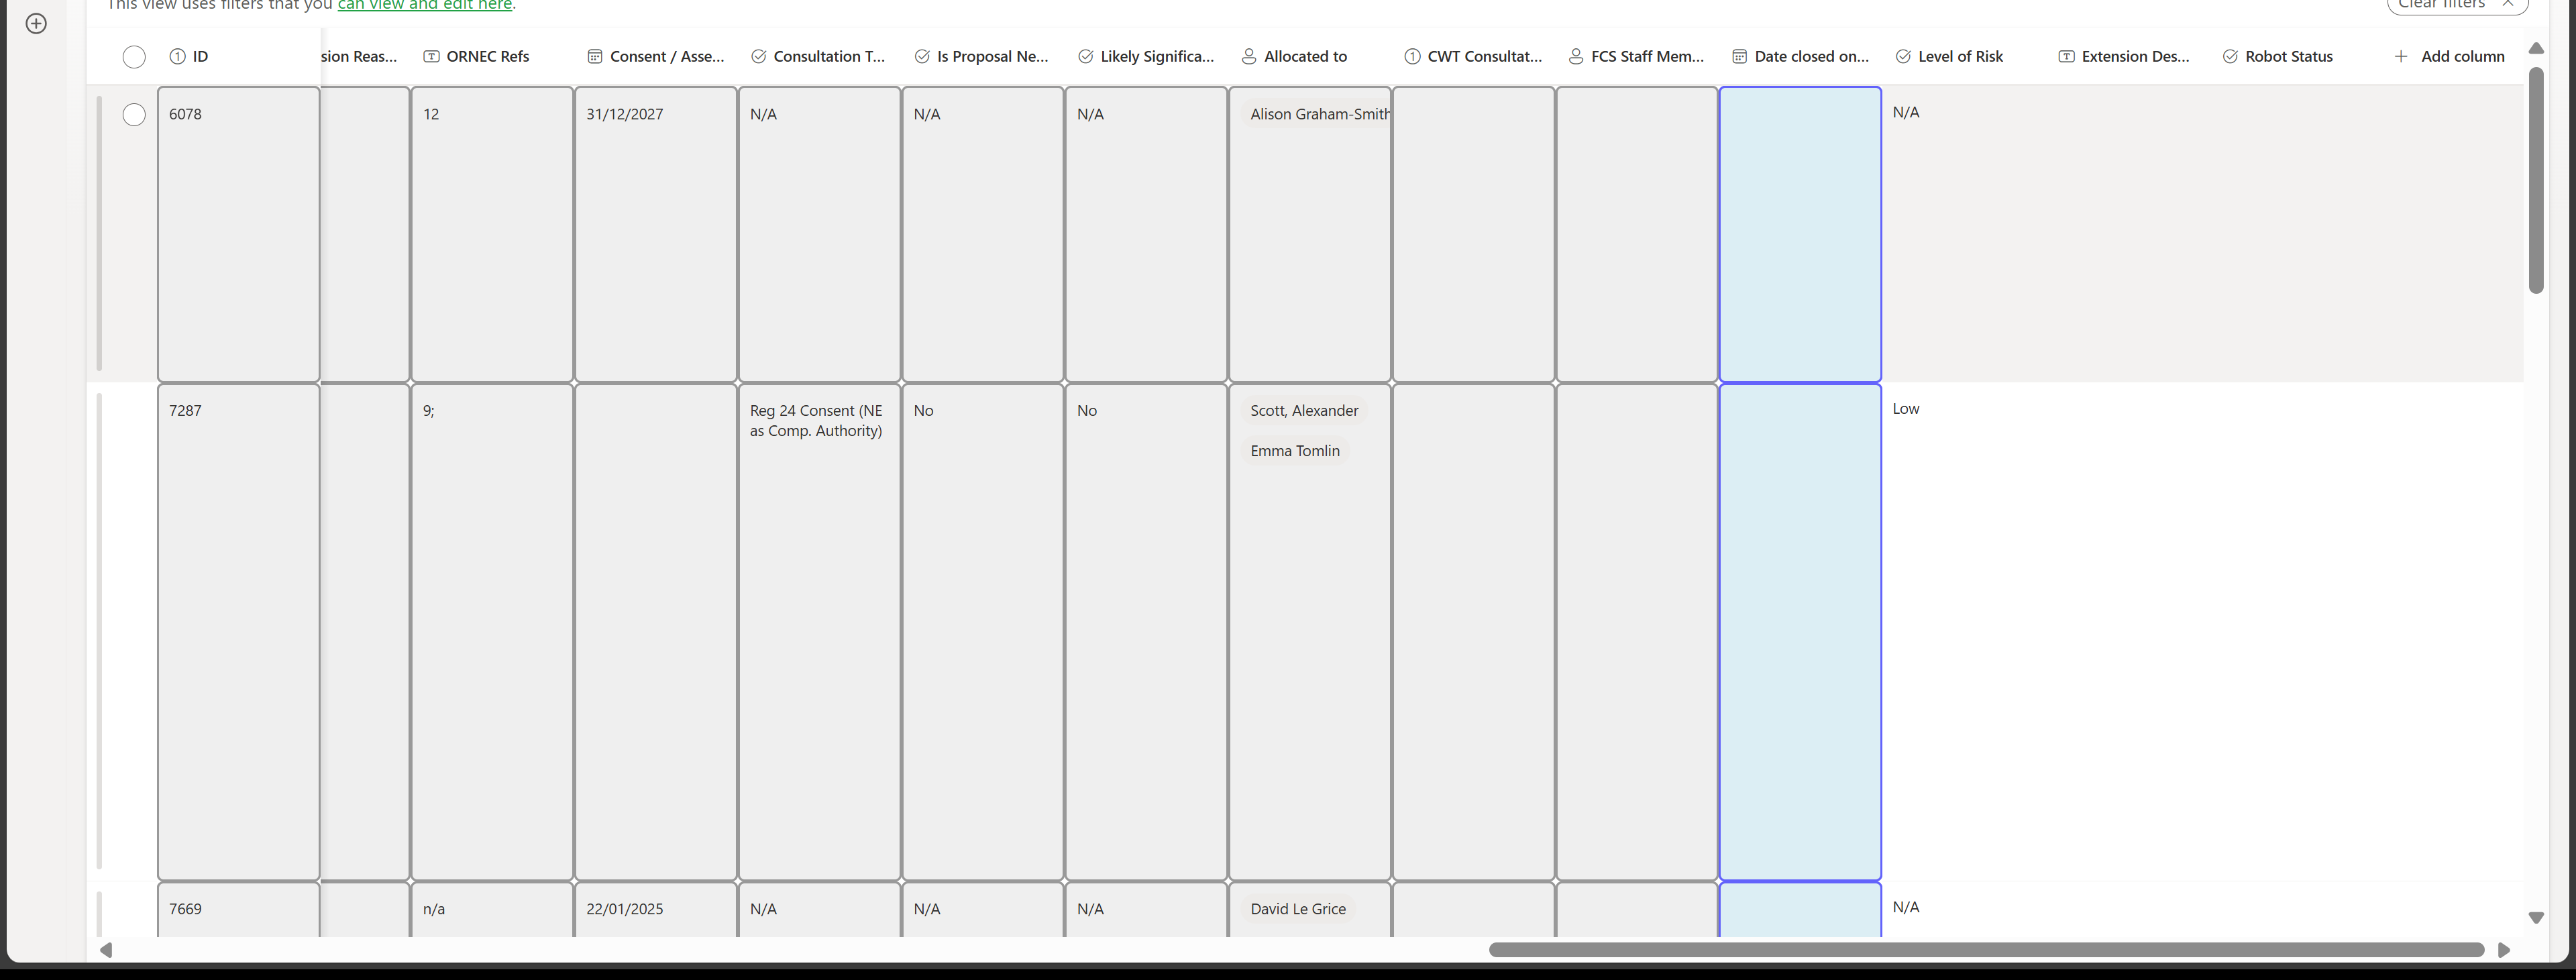 This view uses filters that you can view and edit here.
Clear filters
ID
sion Reas...
ORNEC Refs
Consent / Asse...
Consultation T...
Is Proposal Ne...
Likely Significa...
Allocated to
CWT Consultat...
FCS Staff Mem...
Date closed on...
Level of Risk
Extension Des...
Robot Status
Add column
6078
12
31/12/2027
N/A
N/A
N/A
Alison Graham-Smith
N/A
7287
9;
Reg 24 Consent (NE
as Comp. Authority)
No
No
Scott, Alexander
Emma Tomlin
Low
7669
n/a
22/01/2025
N/A
N/A
N/A
David Le Grice
N/A